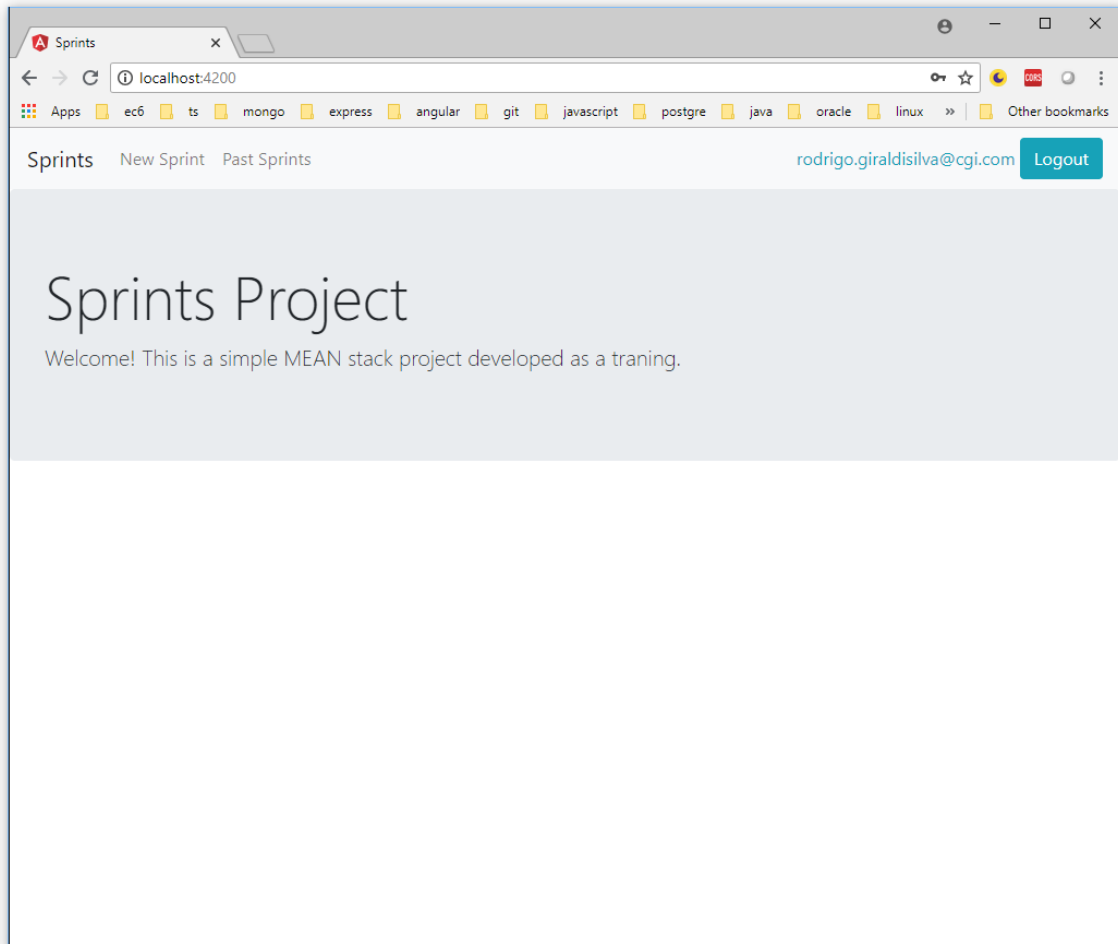 Sprints
localhost:4200
CORS
Apps ec6 ts mongo express angular git javascript postgre java oracle linux » Other bookmarks
Sprints New Sprint Past Sprints rodrigo.giraldisilva@cgi.com Logout
Sprints Project
Welcome! This is a simple MEAN stack project developed as a traning.